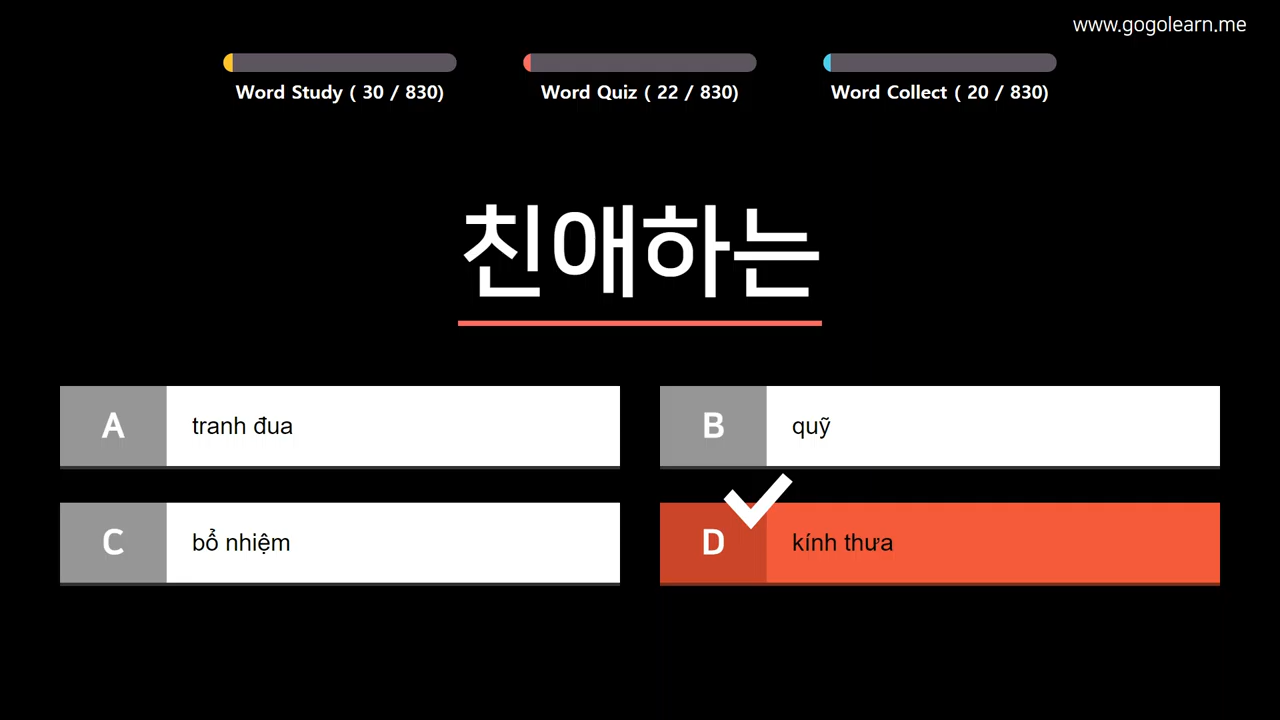 www.gogolearn.me
Word Study ( 30 / 830)
Word Quiz ( 22 / 830)
Word Collect ( 20 / 830)
친애하는
A tranh đua
B quỹ
C bổ nhiệm
D kính thưa